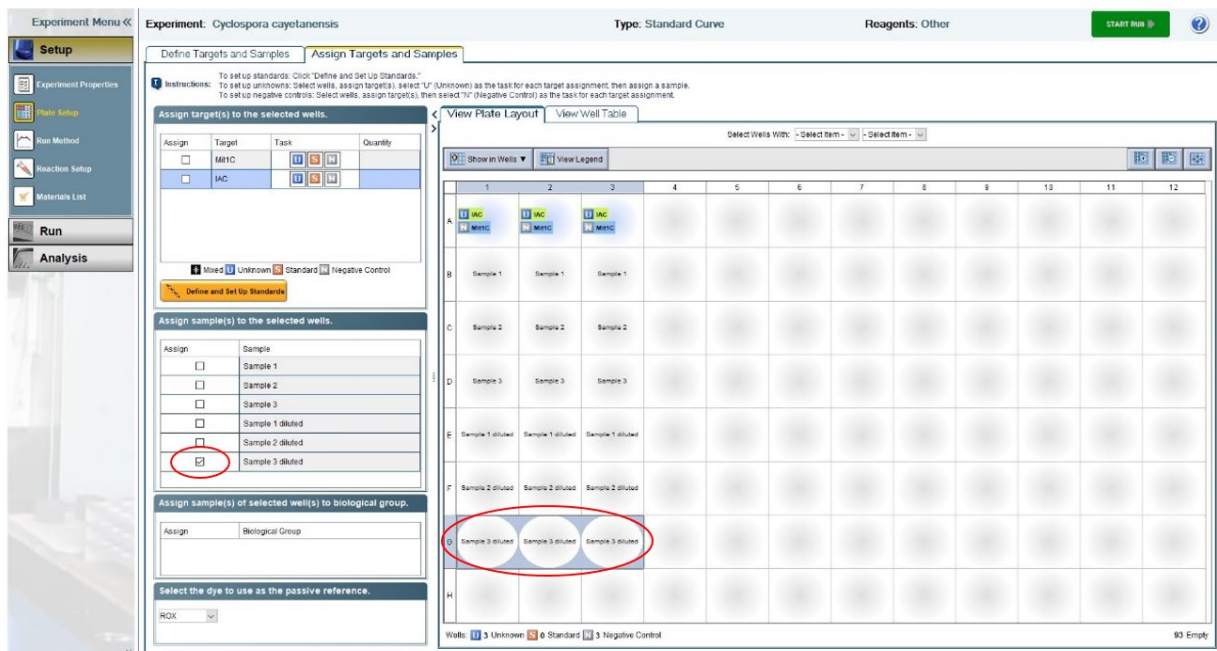 Experiment Menu «
Experiment: Cyclospora cayetanensis
Type: Standard Curve
Reagents: Other
START RUN
?
Setup
Experiment Properties
Plate Setup
Run Method
Reaction Setup
Materials List
Run
Analysis
Define Targets and Samples
Assign Targets and Samples
Instructions:
To set up standards: Click "Define and Set Up Standards."
To set up unknowns: Select wells, assign target(s), select "U" (Unknown) as the task for each target assignment, then assign a sample.
To set up negative controls: Select wells, assign target(s), then select "N" (Negative Control) as the task for each target assignment.
Assign target(s) to the selected wells.
Assign Target Task Quantity
Mit1C U S N
IAC U S N
Mixed U Unknown S Standard N Negative Control
Define and Set Up Standards
Assign sample(s) to the selected wells.
Assign Sample
Sample 1
Sample 2
Sample 3
Sample 1 diluted
Sample 2 diluted
Sample 3 diluted
Assign sample(s) of selected well(s) to biological group.
Assign Biological Group
Select the dye to use as the passive reference.
ROX
View Plate Layout
View Well Table
Select Wells With: - Select Item - - Select Item -
Show in Wells ▼
View Legend
1 2 3 4 5 6 7 8 9 10 11 12
A U IAC U IAC U IAC
N Mit1C N Mit1C N Mit1C
B Sample 1 Sample 1 Sample 1
C Sample 2 Sample 2 Sample 2
D Sample 3 Sample 3 Sample 3
E Sample 1 diluted Sample 1 diluted Sample 1 diluted
F Sample 2 diluted Sample 2 diluted Sample 2 diluted
G Sample 3 diluted Sample 3 diluted Sample 3 diluted
H
Wells: U 3 Unknown S 0 Standard N 3 Negative Control
93 Empty